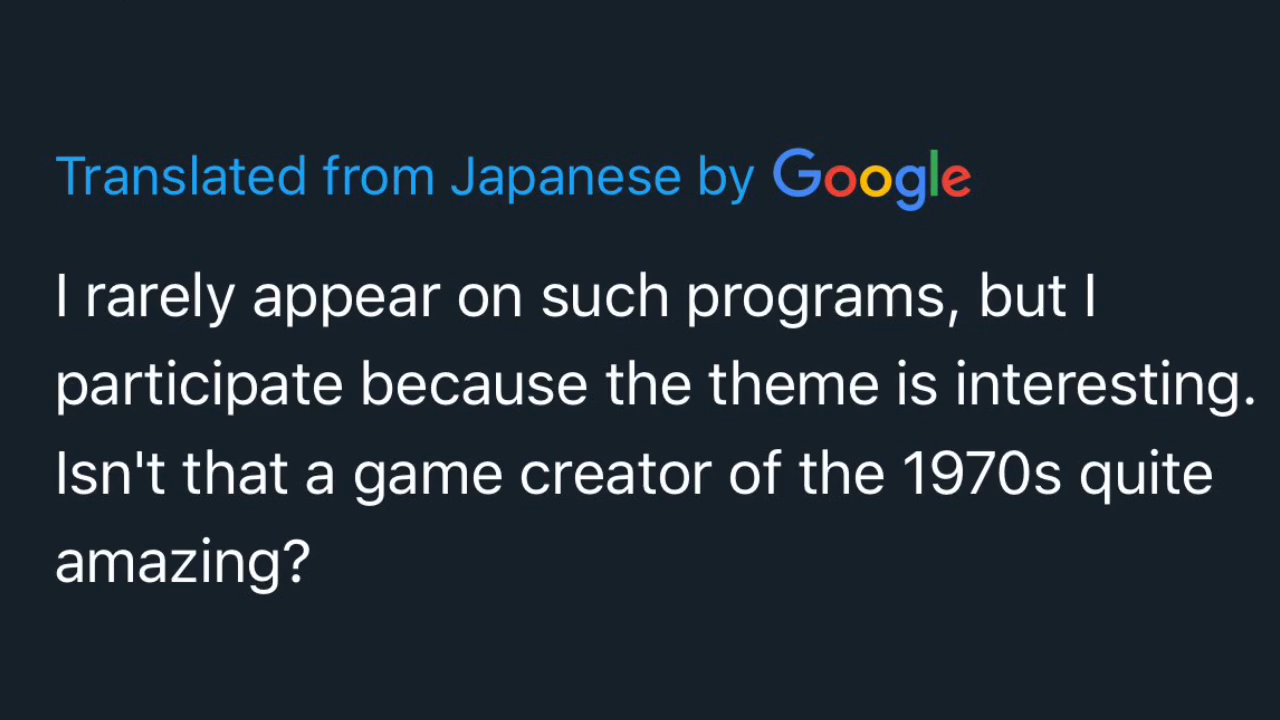 Translated from Japanese by Google
I rarely appear on such programs, but I
participate because the theme is interesting.
Isn't that a game creator of the 1970s quite
amazing?